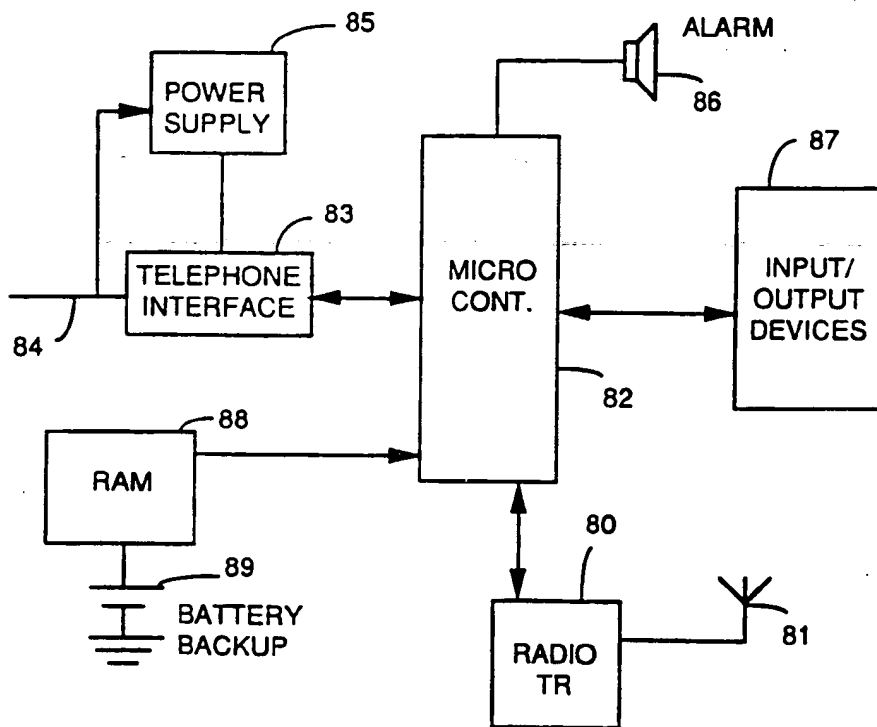 85
ALARM
POWER
SUPPLY
86
87
83
TELEPHONE
INTERFACE
MICRO
CONT.
INPUT/
OUTPUT
DEVICES
84
82
88
RAM
80
89
BATTERY
BACKUP
81
RADIO
TR